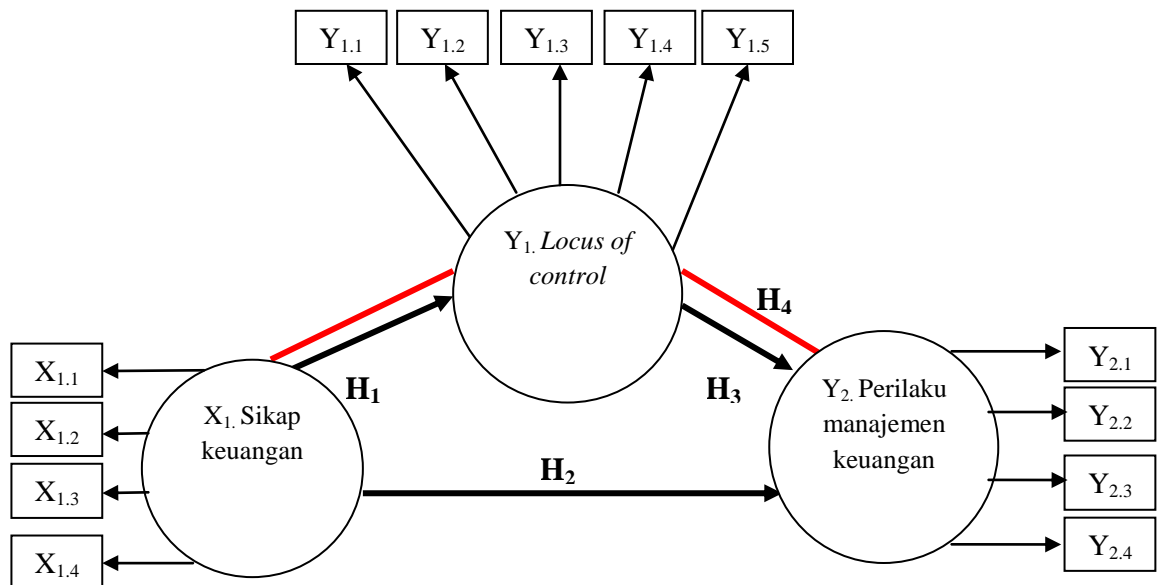 Y1.1 Y1.2 Y1.3 Y1.4 Y1.5
Y1. Locus of
control
H4
H1
H3
X1.1
X1.2
X1.3
X1.4
X1. Sikap
keuangan
H2
Y2. Perilaku
manajemen
keuangan
Y2.1
Y2.2
Y2.3
Y2.4